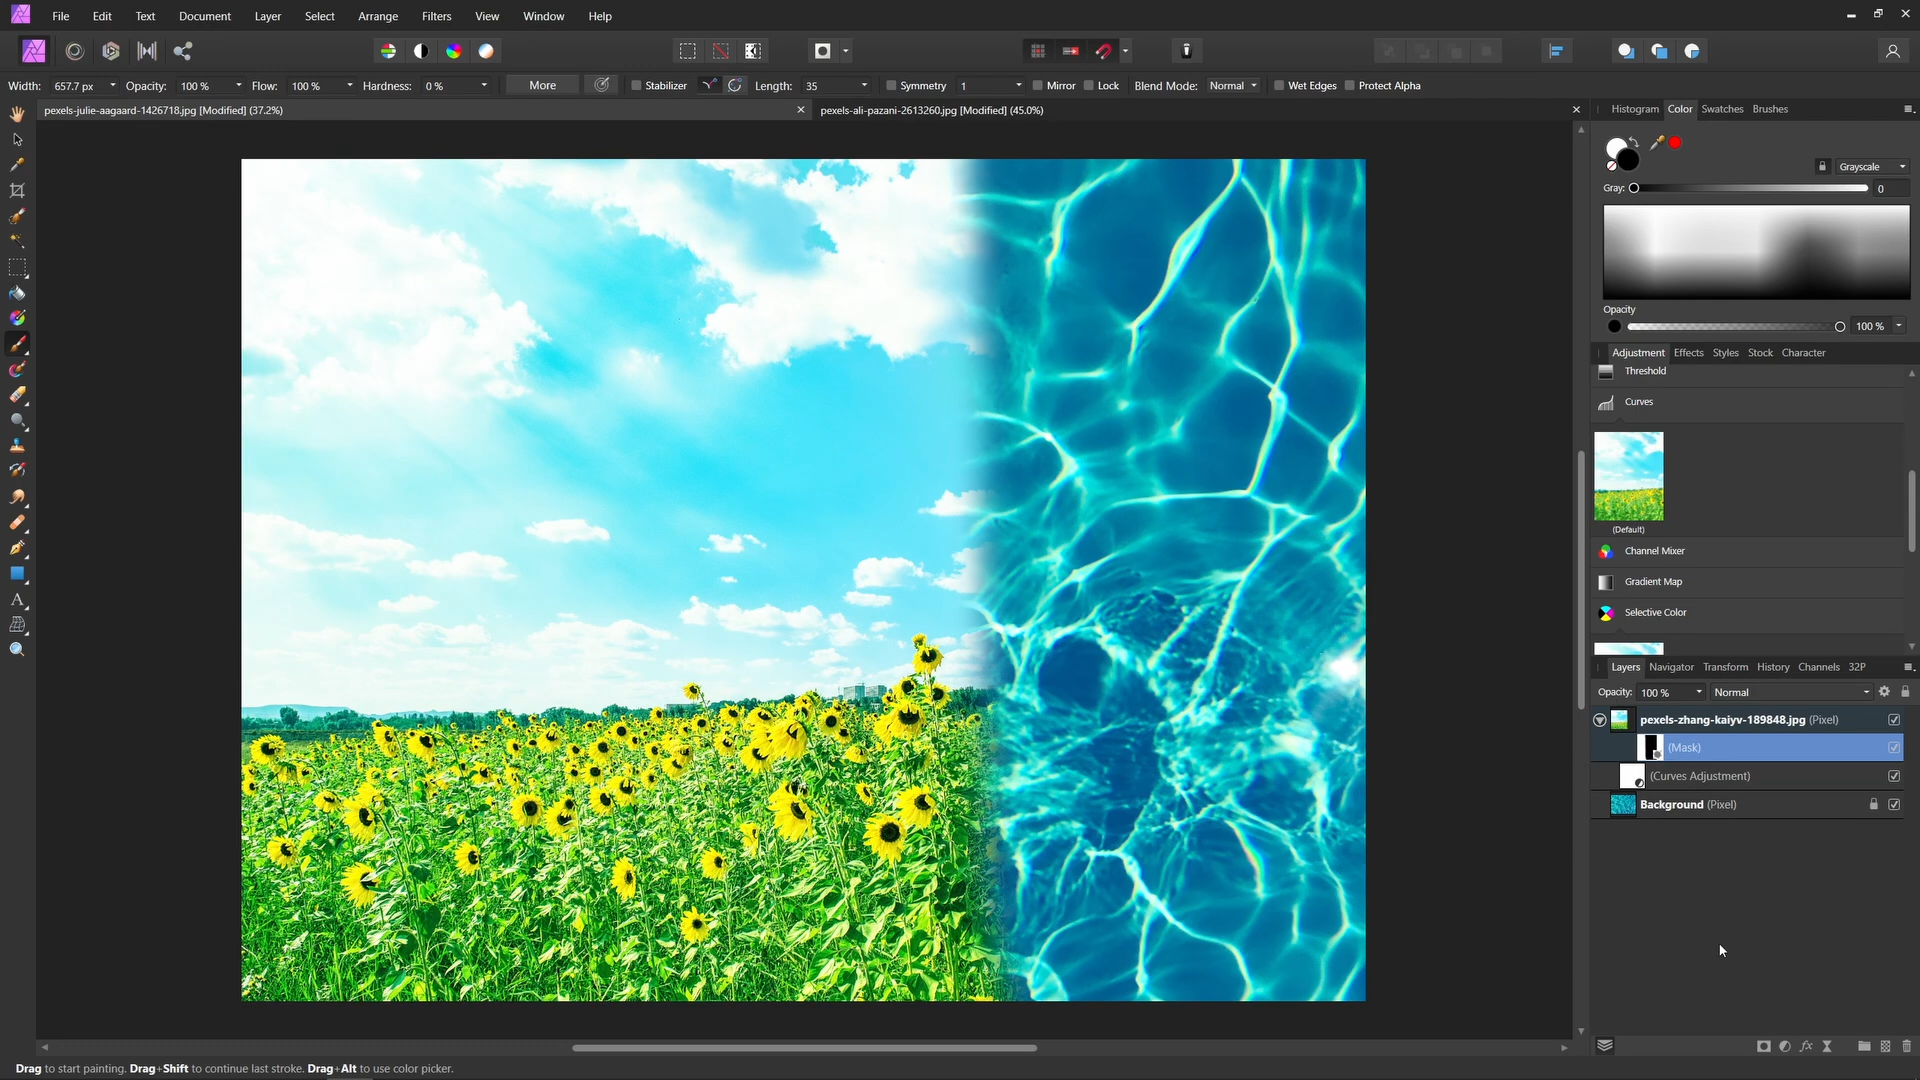 File Edit Text Document Layer Select Arrange Filters View Window Help
Width: 657.7 px Opacity: 100 % Flow: 100 % Hardness: 0 % More Stabilizer Length: 35 Symmetry 1 Mirror Lock Blend Mode: Normal Wet Edges Protect Alpha
pexels-julie-aagaard-1426718.jpg [Modified] (37.2%) pexels-ali-pazani-2613260.jpg [Modified] (45.0%)
Histogram Color Swatches Brushes
Grayscale
Gray: 0
Opacity
100 %
Adjustment Effects Styles Stock Character
Threshold
Curves
(Default)
Channel Mixer
Gradient Map
Selective Color
Layers Navigator Transform History Channels 32P
Opacity: 100 % Normal
pexels-zhang-kaiyv-189848.jpg (Pixel)
(Mask)
(Curves Adjustment)
Background (Pixel)
Drag to start painting. Drag+Shift to continue last stroke. Drag+Alt to use color picker.